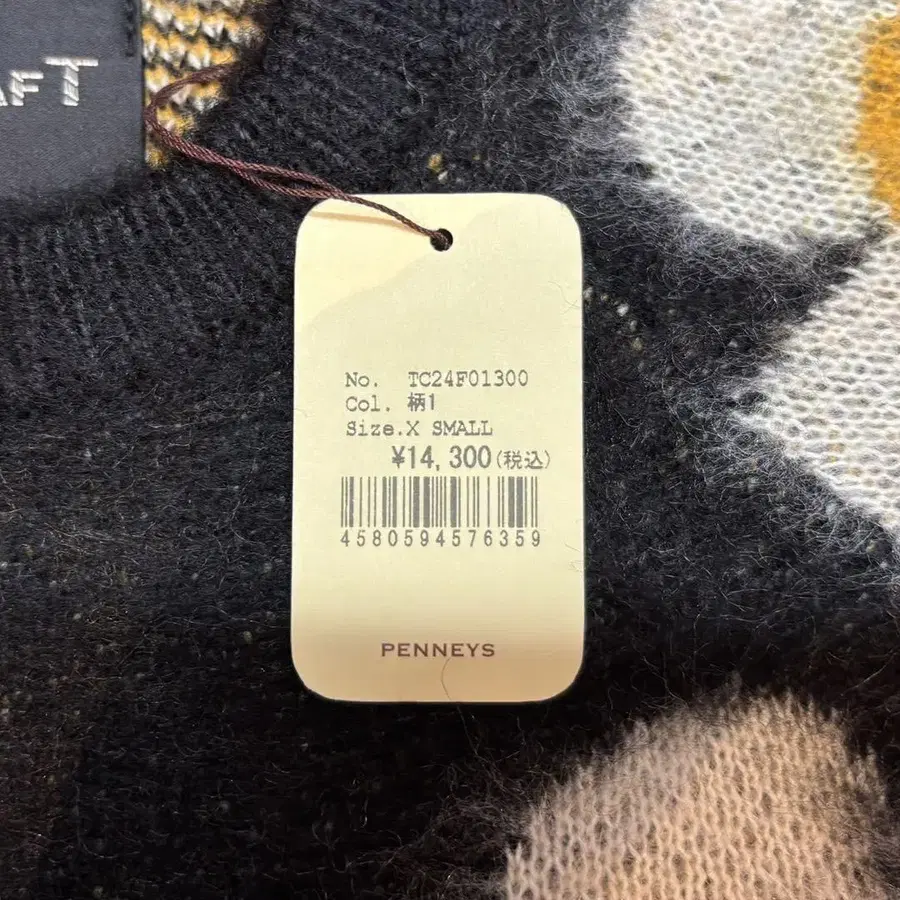 AFT
No. TC24F01300
Col. 柄1
Size.X SMALL
¥14,300(税込)
4580594576359
PENNEYS